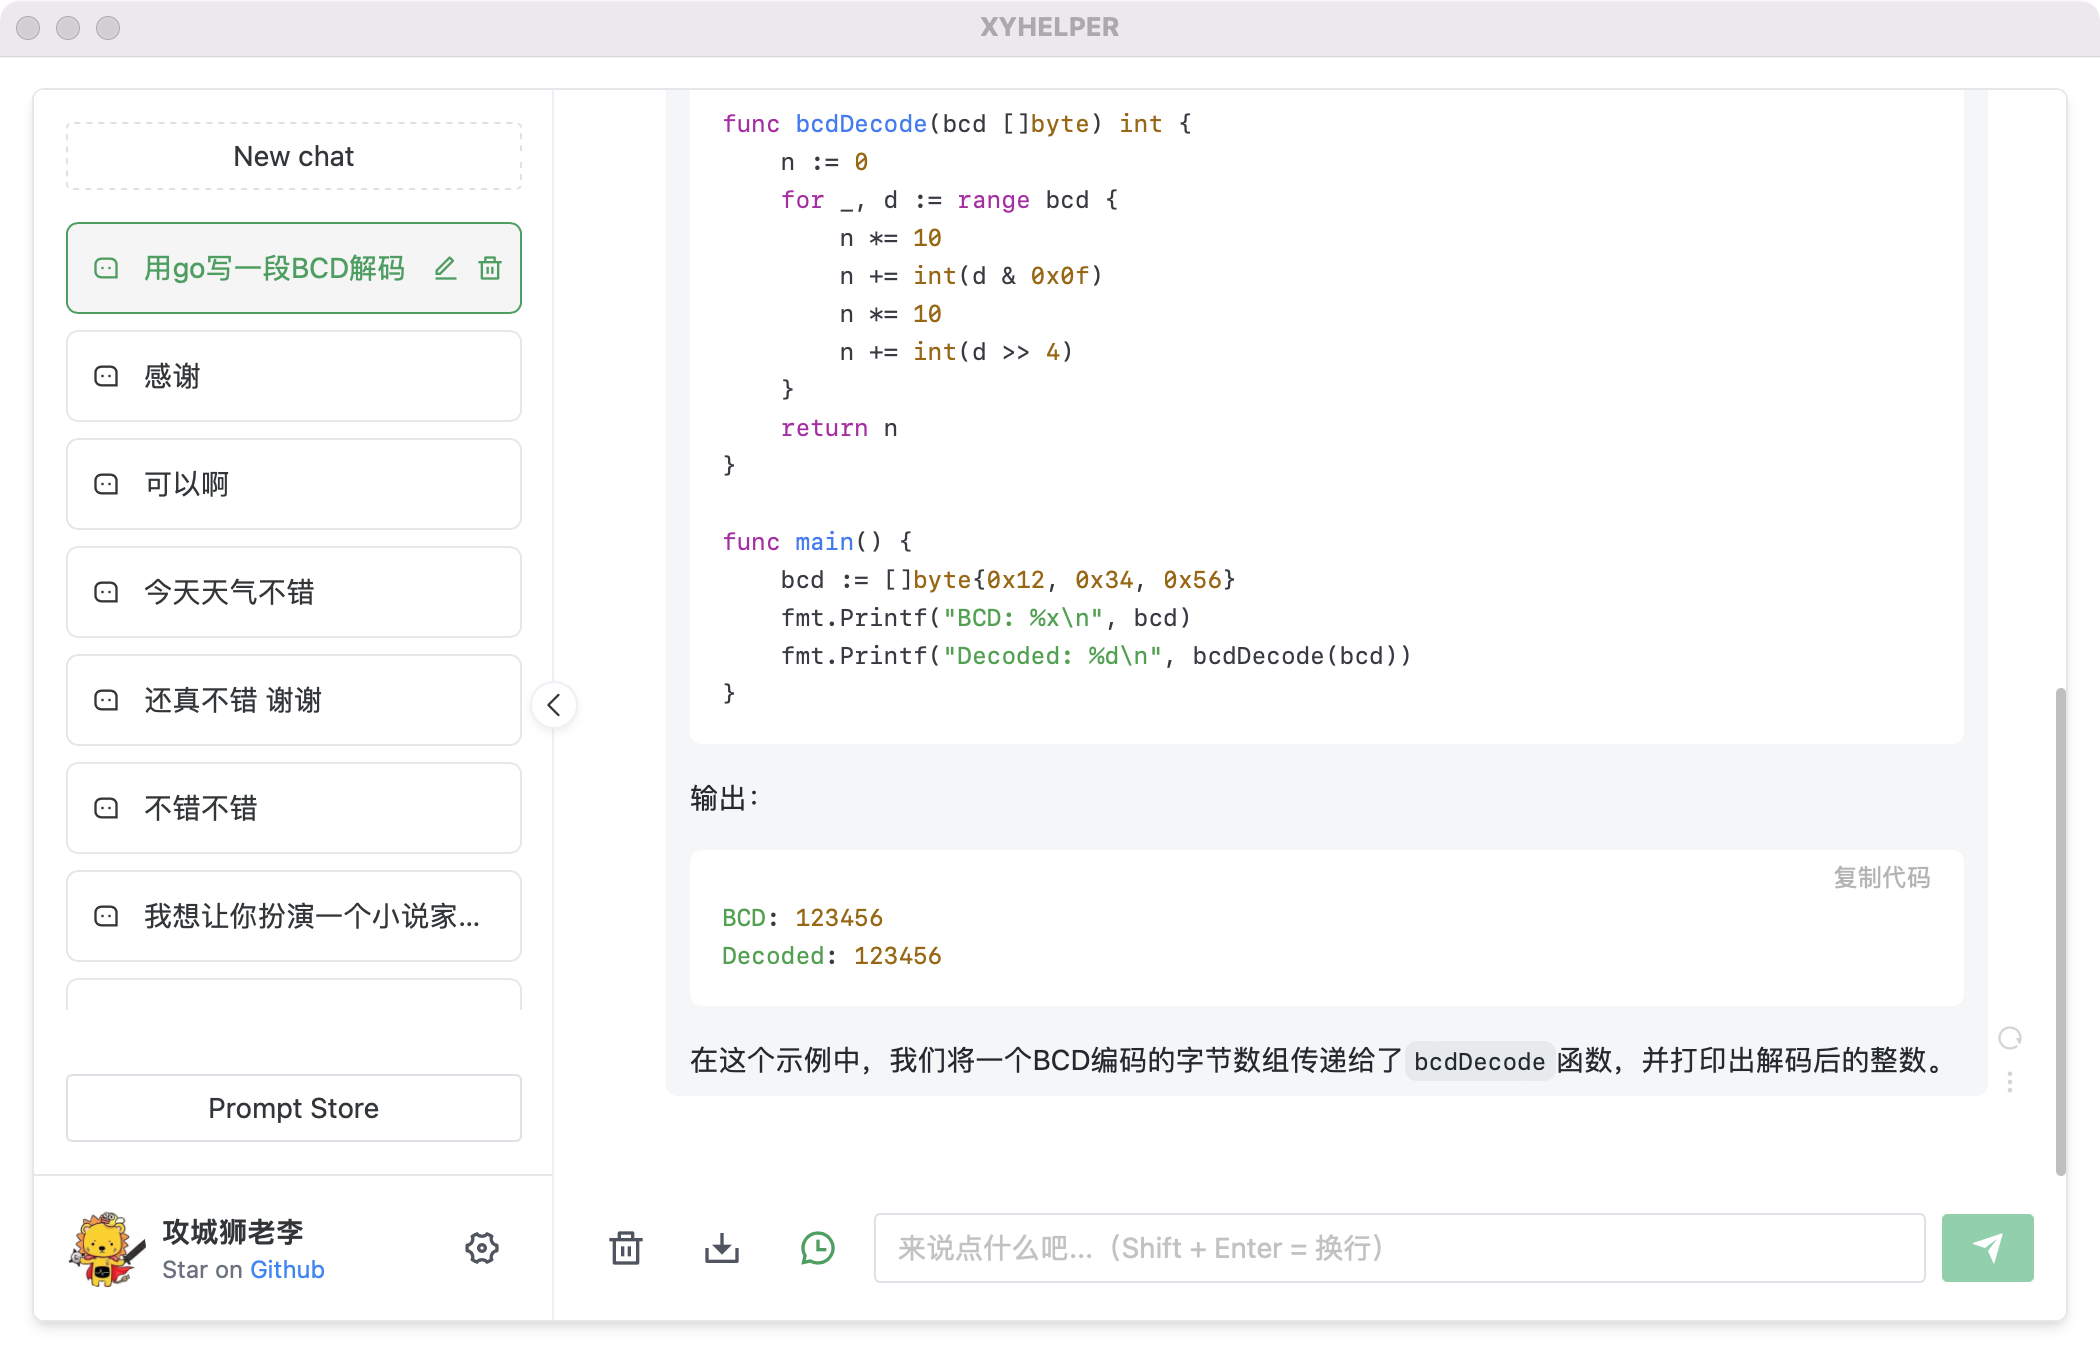 XYHELPER
New chat
用go写一段BCD解码
感谢
可以啊
今天天气不错
还真不错 谢谢
不错不错
我想让你扮演一个小说家...
Prompt Store
攻城狮老李
Star on Github
func bcdDecode(bcd []byte) int {
    n := 0
    for _, d := range bcd {
        n *= 10
        n += int(d & 0x0f)
        n *= 10
        n += int(d >> 4)
    }
    return n
}
func main() {
    bcd := []byte{0x12, 0x34, 0x56}
    fmt.Printf("BCD: %x\n", bcd)
    fmt.Printf("Decoded: %d\n", bcdDecode(bcd))
}
输出：
复制代码
BCD: 123456
Decoded: 123456
在这个示例中，我们将一个BCD编码的字节数组传递给了 bcdDecode 函数，并打印出解码后的整数。
来说点什么吧...（Shift + Enter = 换行）